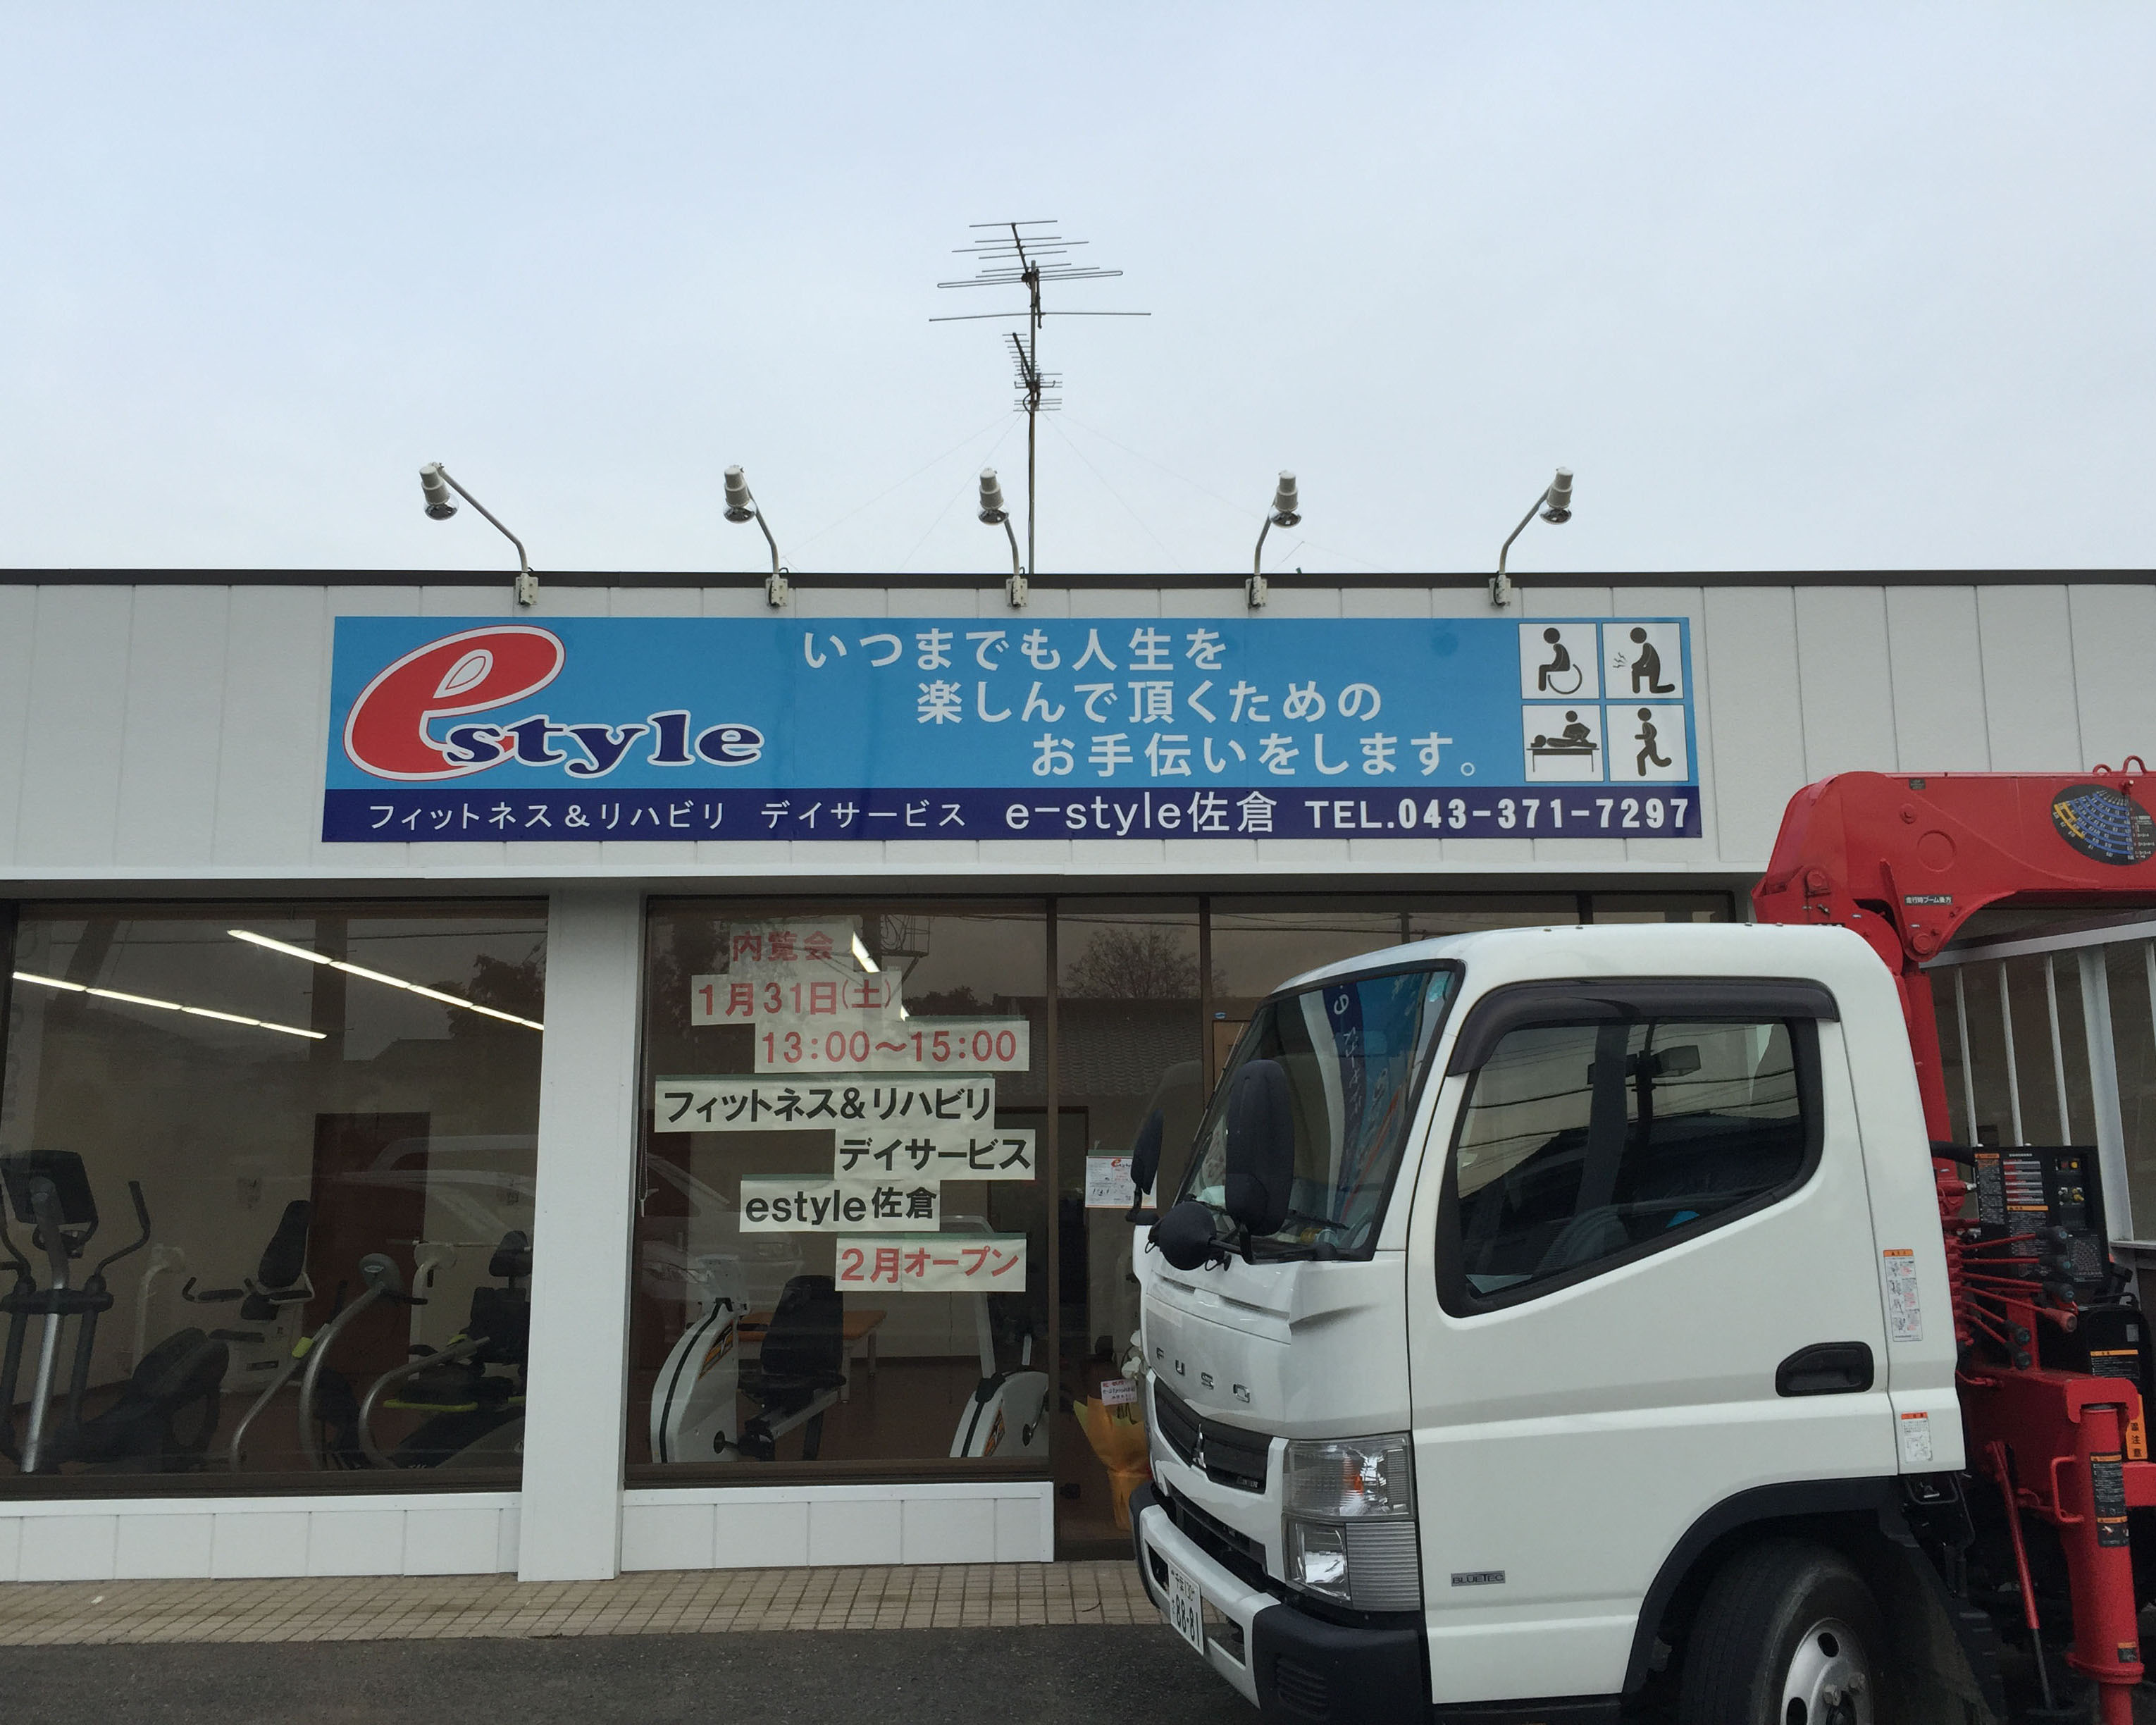 estyle
いつまでも人生を
楽しんで頂くための
お手伝いをします。
フィットネス&リハビリ デイサービス e-style佐倉 TEL.043-371-7297
内覧会
1月31日(土)
13:00~15:00
フィットネス&リハビリ
デイサービス
estyle佐倉
2月オープン
FUSO
BLUETEC
88-81